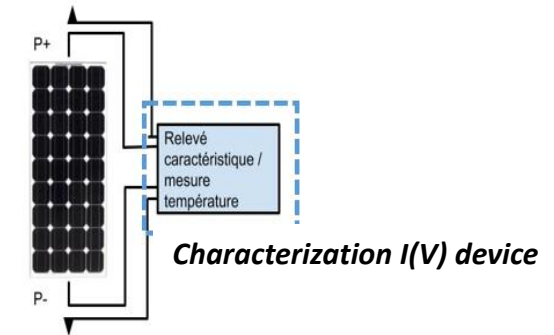 P+
Relevé
caractéristique /
mesure
température
Characterization I(V) device
P-